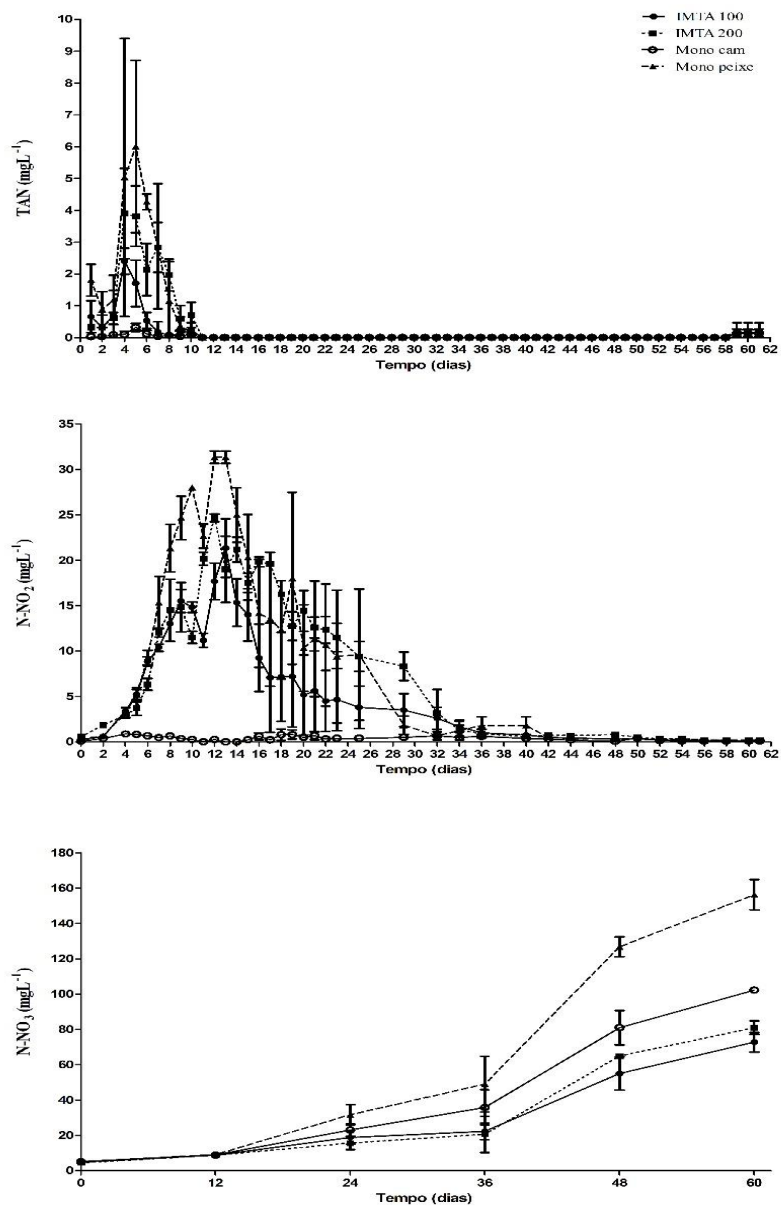 IMTA 100
IMTA 200
Mono cam
Mono peixe
TAN (mgL⁻¹)
10
9
8
7
6
5
4
3
2
1
0
0 2 4 6 8 10 12 14 16 18 20 22 24 26 28 30 32 34 36 38 40 42 44 46 48 50 52 54 56 58 60 62
Tempo (dias)
N-NO₂ (mgL⁻¹)
35
30
25
20
15
10
5
0
0 2 4 6 8 10 12 14 16 18 20 22 24 26 28 30 32 34 36 38 40 42 44 46 48 50 52 54 56 58 60 62
Tempo (dias)
N-NO₃ (mgL⁻¹)
180
160
140
120
100
80
60
40
20
0
0 12 24 36 48 60
Tempo (dias)